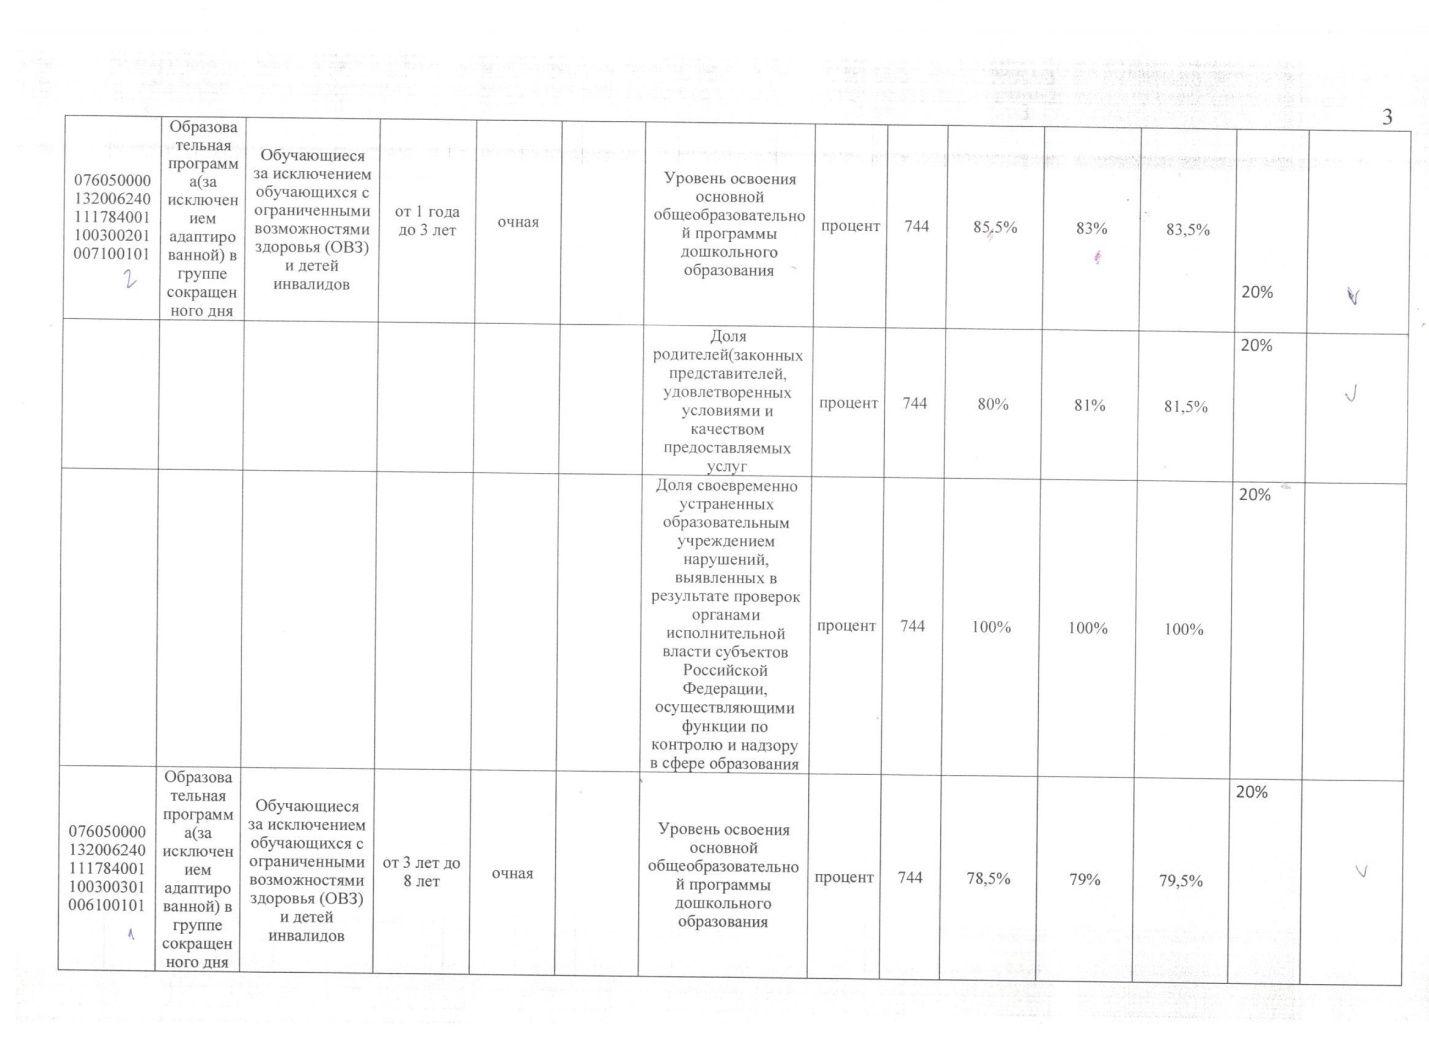 3
076050000
132006240
111784001
100300201
007100101
2
Образова
тельная
программ
а(за
исключен
ием
адаптиро
ванной) в
группе
сокращен
ного дня
Обучающиеся
за исключением
обучающихся с
ограниченными
возможностями
здоровья (ОВЗ)
и детей
инвалидов
от 1 года
до 3 лет
очная
Уровень освоения
основной
общеобразовательно
й программы
дошкольного
образования
процент
744
85,5%
83%
83,5%
20%
Доля
родителей(законных
представителей,
удовлетворенных
условиями и
качеством
предоставляемых
услуг
процент
744
80%
81%
81,5%
20%
Доля своевременно
устраненных
образовательным
учреждением
нарушений,
выявленных в
результате проверок
органами
исполнительной
власти субъектов
Российской
Федерации,
осуществляющими
функции по
контролю и надзору
в сфере образования
процент
744
100%
100%
100%
20%
076050000
132006240
111784001
100300301
006100101
1
Образова
тельная
программ
а(за
исключен
ием
адаптиро
ванной) в
группе
сокращен
ного дня
Обучающиеся
за исключением
обучающихся с
ограниченными
возможностями
здоровья (ОВЗ)
и детей
инвалидов
от 3 лет до
8 лет
очная
Уровень освоения
основной
общеобразовательно
й программы
дошкольного
образования
процент
744
78,5%
79%
79,5%
20%